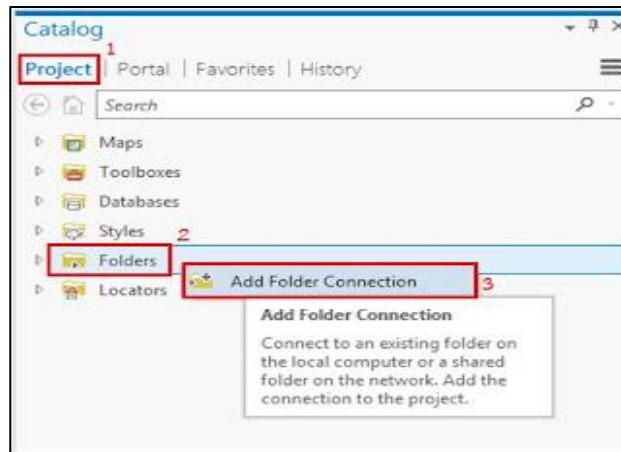 Catalog
1
Project | Portal | Favorites | History
Search
Maps
Toolboxes
Databases
Styles
2
Folders
Add Folder Connection
3
Locators
Add Folder Connection
Connect to an existing folder on
the local computer or a shared
folder on the network. Add the
connection to the project.